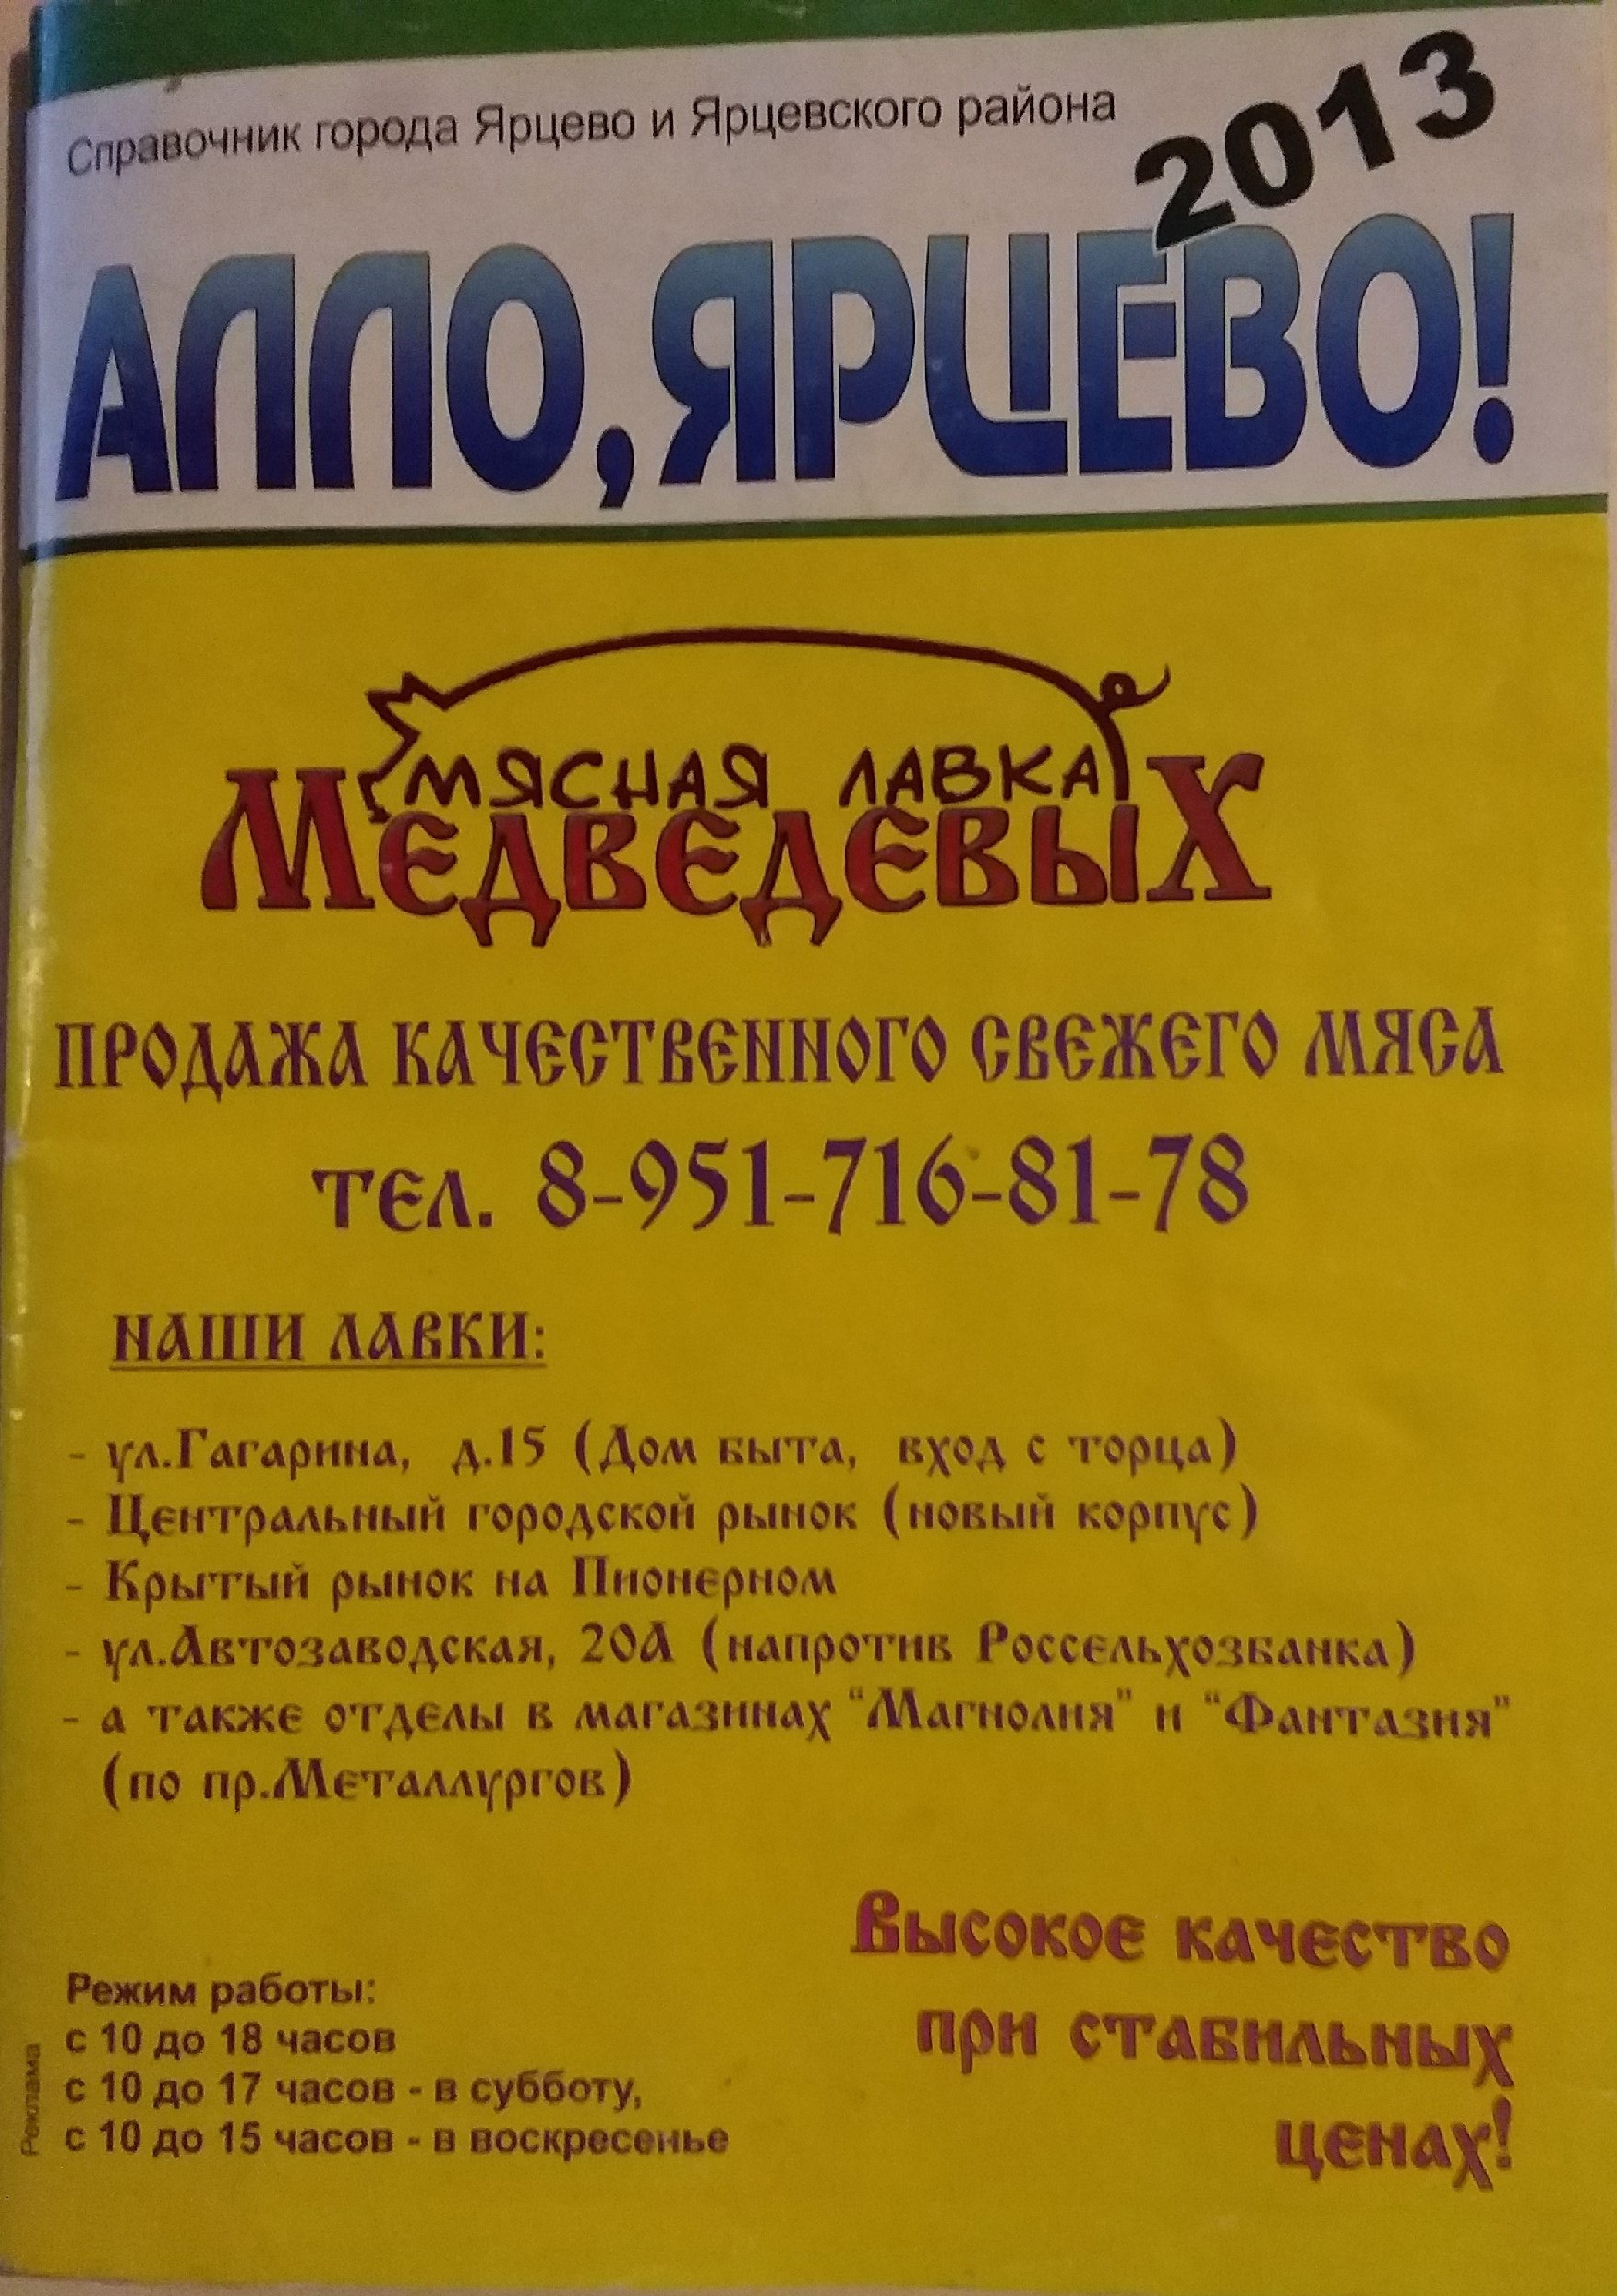 Справочник города Ярцево и Ярцевского района
2013
АЛЛО, ЯРЦЕВО!
МЯСНАЯ ЛАВКА
МЕДВЕДЕВЫХ
ПРОДАЖА КАЧЕСТВЕННОГО СВЕЖЕГО МЯСА
тел. 8-951-716-81-78
НАШИ ЛАВКИ:
- ул.Гагарина, д.15 (Дом быта, вход с торца)
- Центральный городской рынок (новый корпус)
- Крытый рынок на Пионерном
- ул.Автозаводская, 20А (напротив Россельхозбанка)
- а также отделы в магазинах "Магнолия" и "Фантазия"
(по пр.Металлургов)
Высокое качество
при стабильных
ценах!
Режим работы:
с 10 до 18 часов
с 10 до 17 часов - в субботу,
с 10 до 15 часов - в воскресенье
Реклама